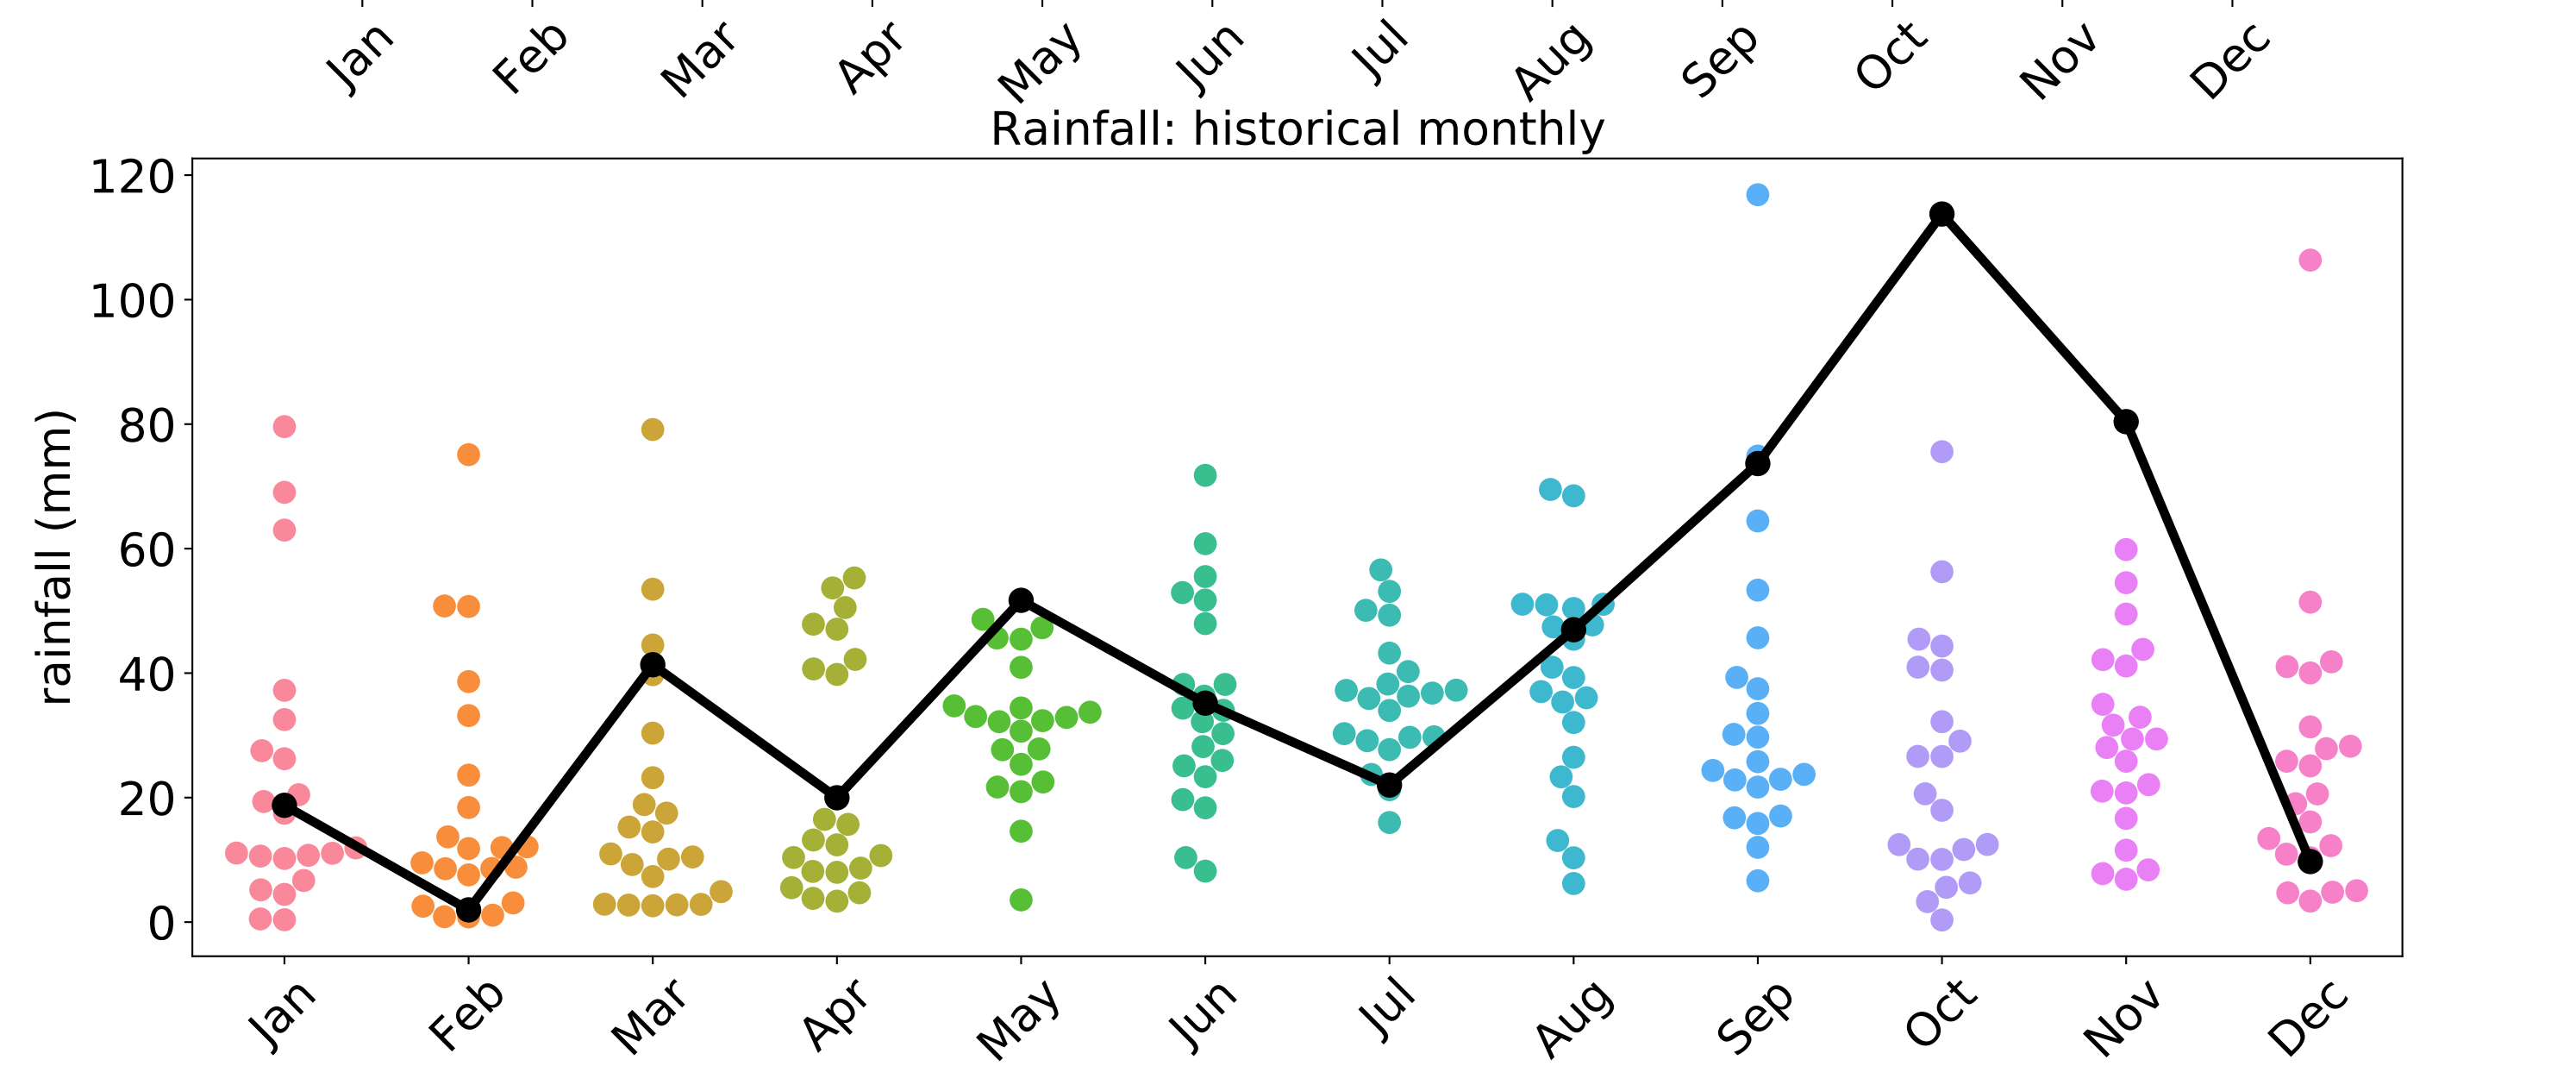 Jan Feb Mar Apr May Jun Jul Aug Sep Oct Nov Dec
Rainfall: historical monthly
rainfall (mm)
120
100
80
60
40
20
0
Jan Feb Mar Apr May Jun Jul Aug Sep Oct Nov Dec